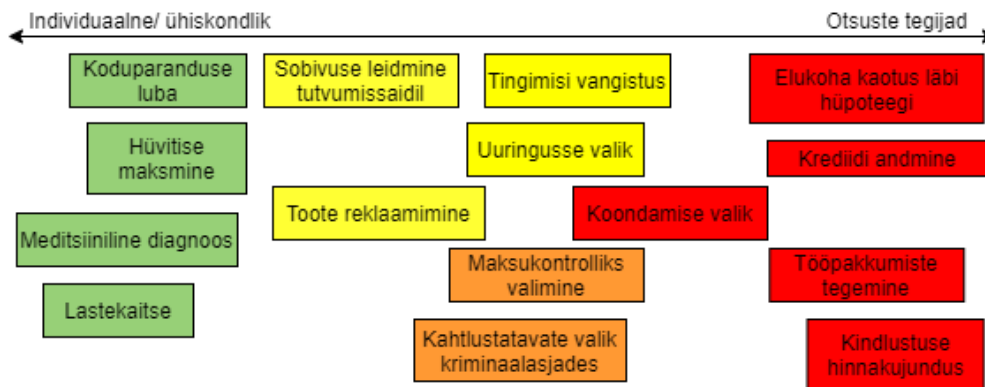 Individuaalne/ ühiskondlik
Otsuste tegijad
Koduparanduse
luba
Sobivuse leidmine
tutvumissaidil
Tingimisi vangistus
Elukoha kaotus läbi
hüpoteegi
Hüvitise
maksmine
Uuringusse valik
Krediidi andmine
Toote reklaamimine
Koondamise valik
Meditsiiniline diagnoos
Maksukontrolliks
valimine
Tööpakkumiste
tegemine
Lastekaitse
Kahtlustatavate valik
kriminaalasjades
Kindlustuse
hinnakujundus